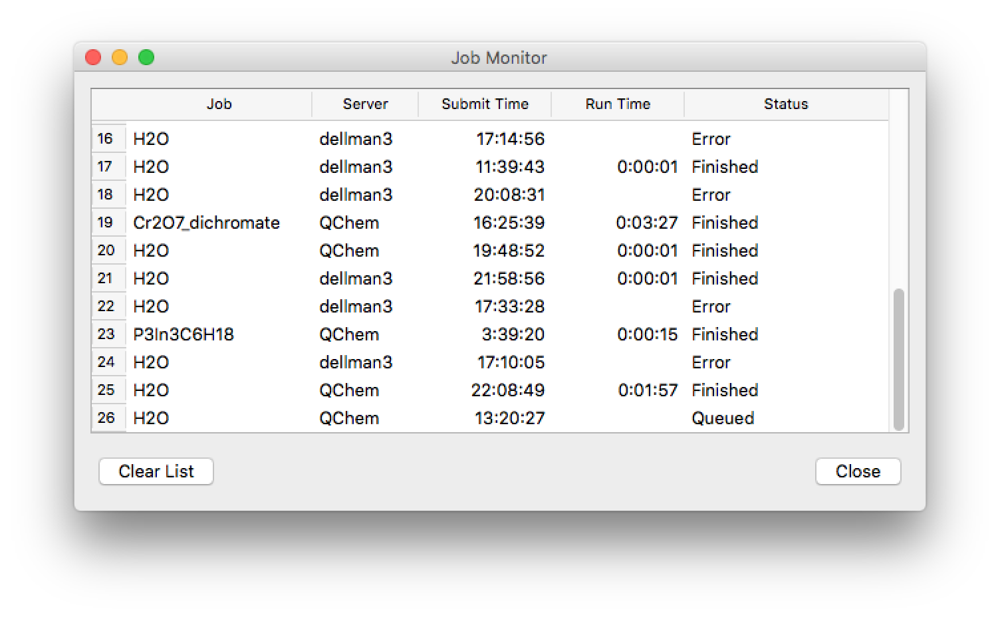 Job Monitor
Job Server Submit Time Run Time Status
16 H2O dellman3 17:14:56 Error
17 H2O dellman3 11:39:43 0:00:01 Finished
18 H2O dellman3 20:08:31 Error
19 Cr2O7_dichromate QChem 16:25:39 0:03:27 Finished
20 H2O QChem 19:48:52 0:00:01 Finished
21 H2O dellman3 21:58:56 0:00:01 Finished
22 H2O dellman3 17:33:28 Error
23 P3In3C6H18 QChem 3:39:20 0:00:15 Finished
24 H2O dellman3 17:10:05 Error
25 H2O QChem 22:08:49 0:01:57 Finished
26 H2O QChem 13:20:27 Queued
Clear List Close